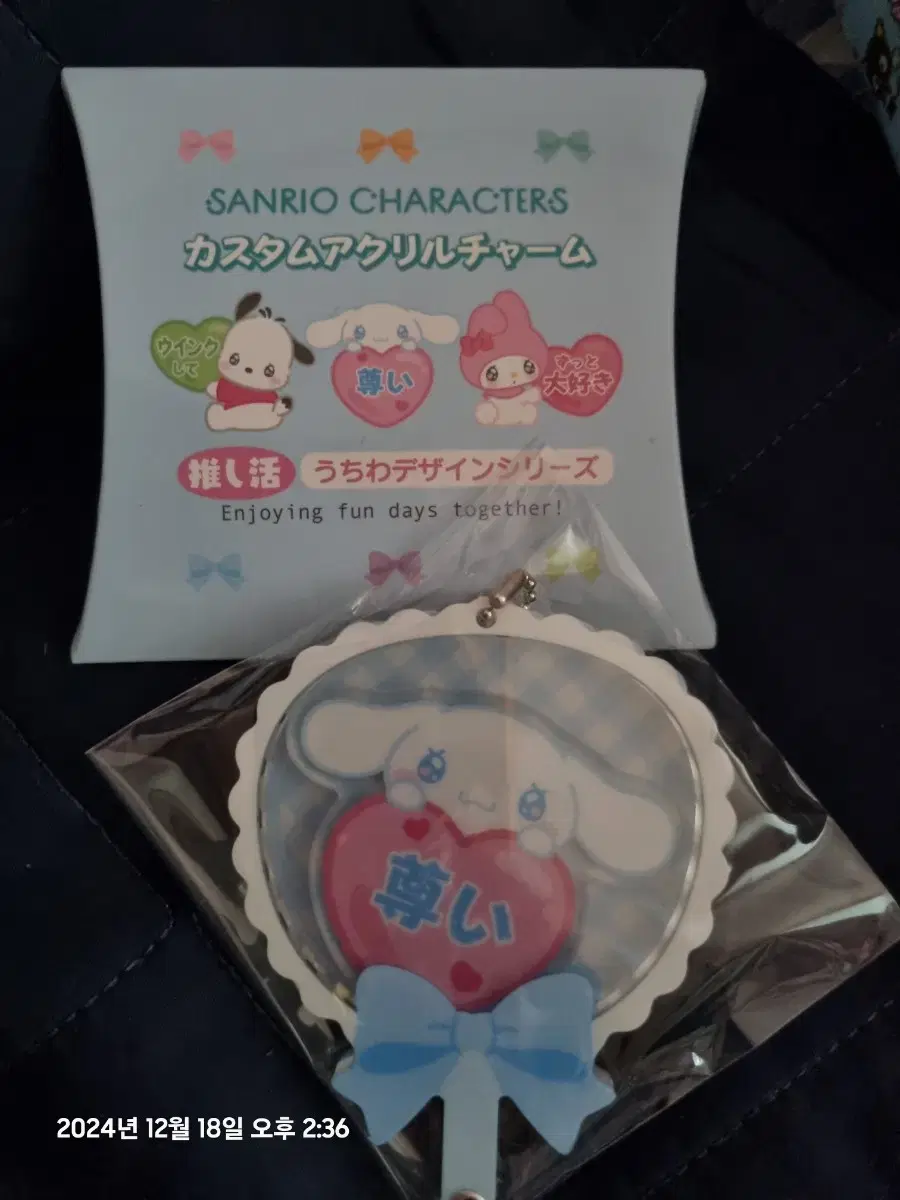 SANRIO CHARACTERS
カスタムアクリルチャーム
ウインク
して
尊い
ずっと
大好き
推し活 うちわデザインシリーズ
Enjoying fun days together!
尊い
2024년 12월 18일 오후 2:36